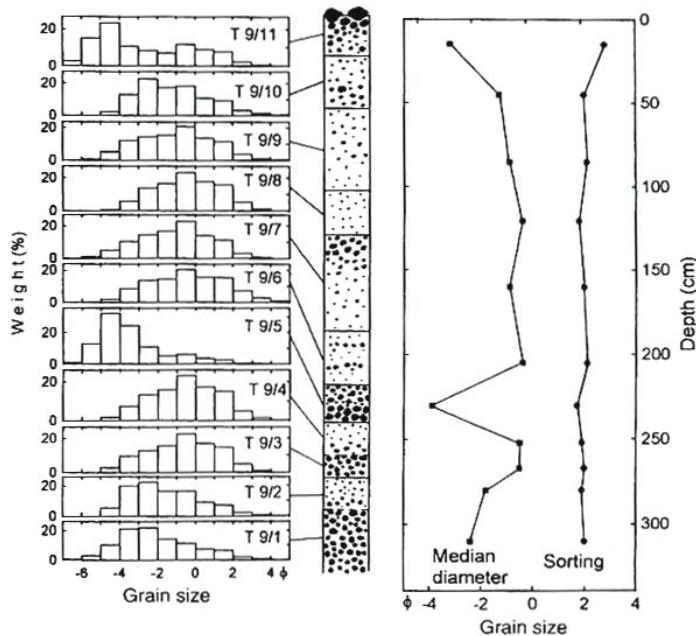 T 9/11
20
0
T 9/10
20
0
T 9/9
20
0
T 9/8
20
0
T 9/7
20
0
T 9/6
20
0
T 9/5
20
0
T 9/4
20
0
T 9/3
20
0
T 9/2
20
0
T 9/1
20
0
Weight (%)
-6 -4 -2 0 2 4 ϕ
Grain size
0
50
100
150
200
250
300
Depth (cm)
Median
diameter
Sorting
ϕ -4 -2 0 2 4
Grain size